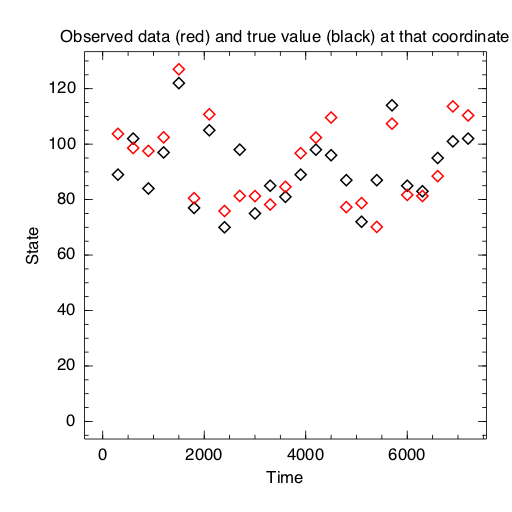 Observed data (red) and true value (black) at that coordinate
120
100
80
60
40
20
0
State
0 2000 4000 6000
Time